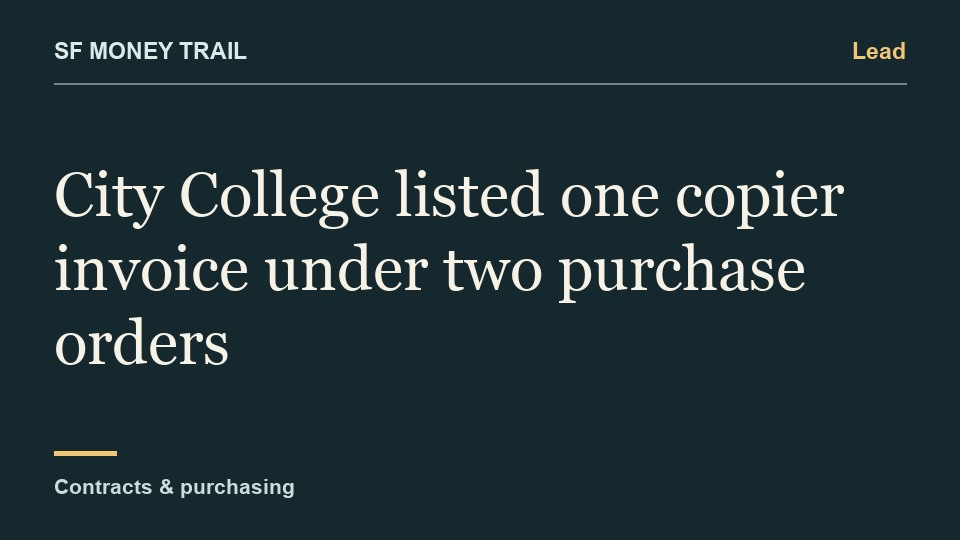 SF MONEY TRAIL
Lead
City College listed one copier
invoice under two purchase
orders
Contracts & purchasing